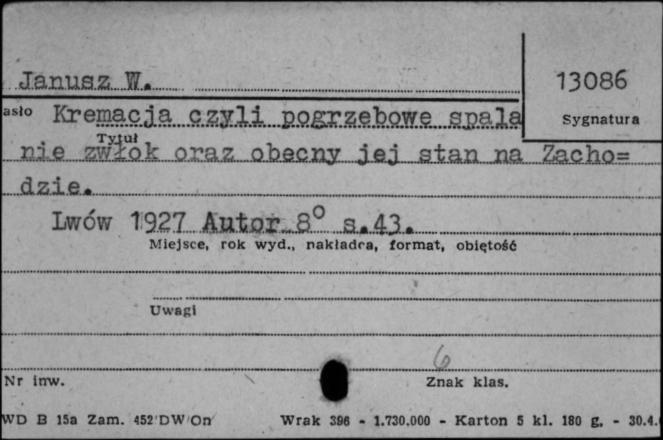 Janusz W.
13086
asło Kremacja czyli pogrzebowe spala
Sygnatura
Tytuł
nie zwłok oraz obecny jej stan na Zacho=
dzie.
Lwów 1927 Autor 8° s.43.
Miejsce, rok wyd., nakładca, format, objętość
Uwagi
6
Nr inw.
Znak klas.
WD B 15a Zam. 452 DW/On Wrak 396 - 1.730.000 - Karton 5 kl. 180 g. - 30.4.